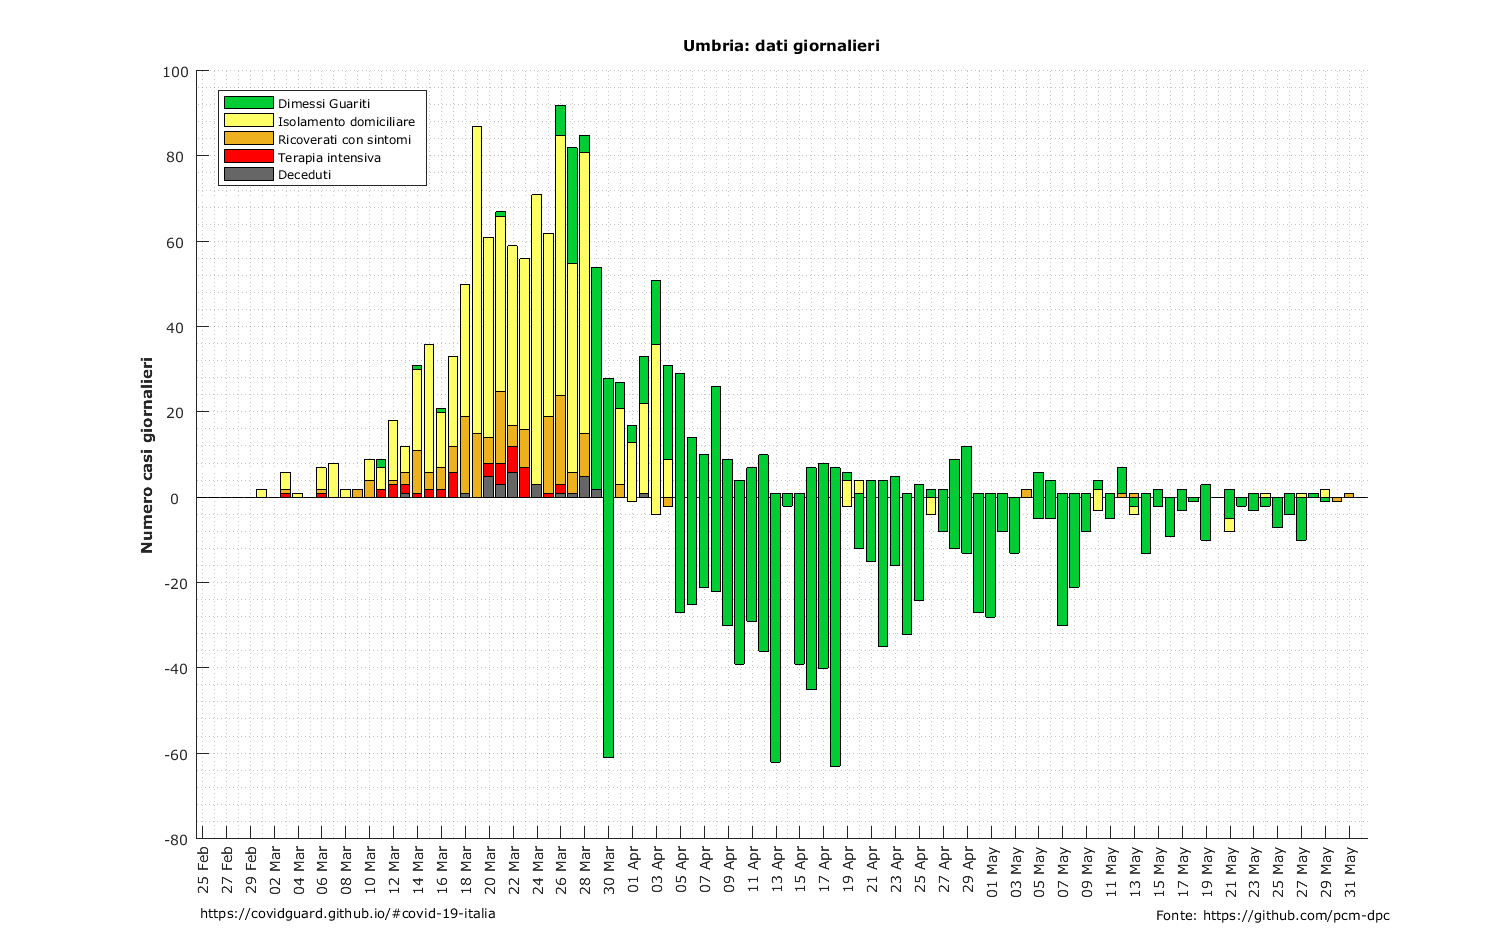 Umbria: dati giornalieri
Numero casi giornalieri
100
80
60
40
20
0
-20
-40
-60
-80
Dimessi Guariti
Isolamento domiciliare
Ricoverati con sintomi
Terapia intensiva
Deceduti
25 Feb
27 Feb
29 Feb
02 Mar
04 Mar
06 Mar
08 Mar
10 Mar
12 Mar
14 Mar
16 Mar
18 Mar
20 Mar
22 Mar
24 Mar
26 Mar
28 Mar
30 Mar
01 Apr
03 Apr
05 Apr
07 Apr
09 Apr
11 Apr
13 Apr
15 Apr
17 Apr
19 Apr
21 Apr
23 Apr
25 Apr
27 Apr
29 Apr
01 May
03 May
05 May
07 May
09 May
11 May
13 May
15 May
17 May
19 May
21 May
23 May
25 May
27 May
29 May
31 May
https://covidguard.github.io/#covid-19-italia
Fonte: https://github.com/pcm-dpc